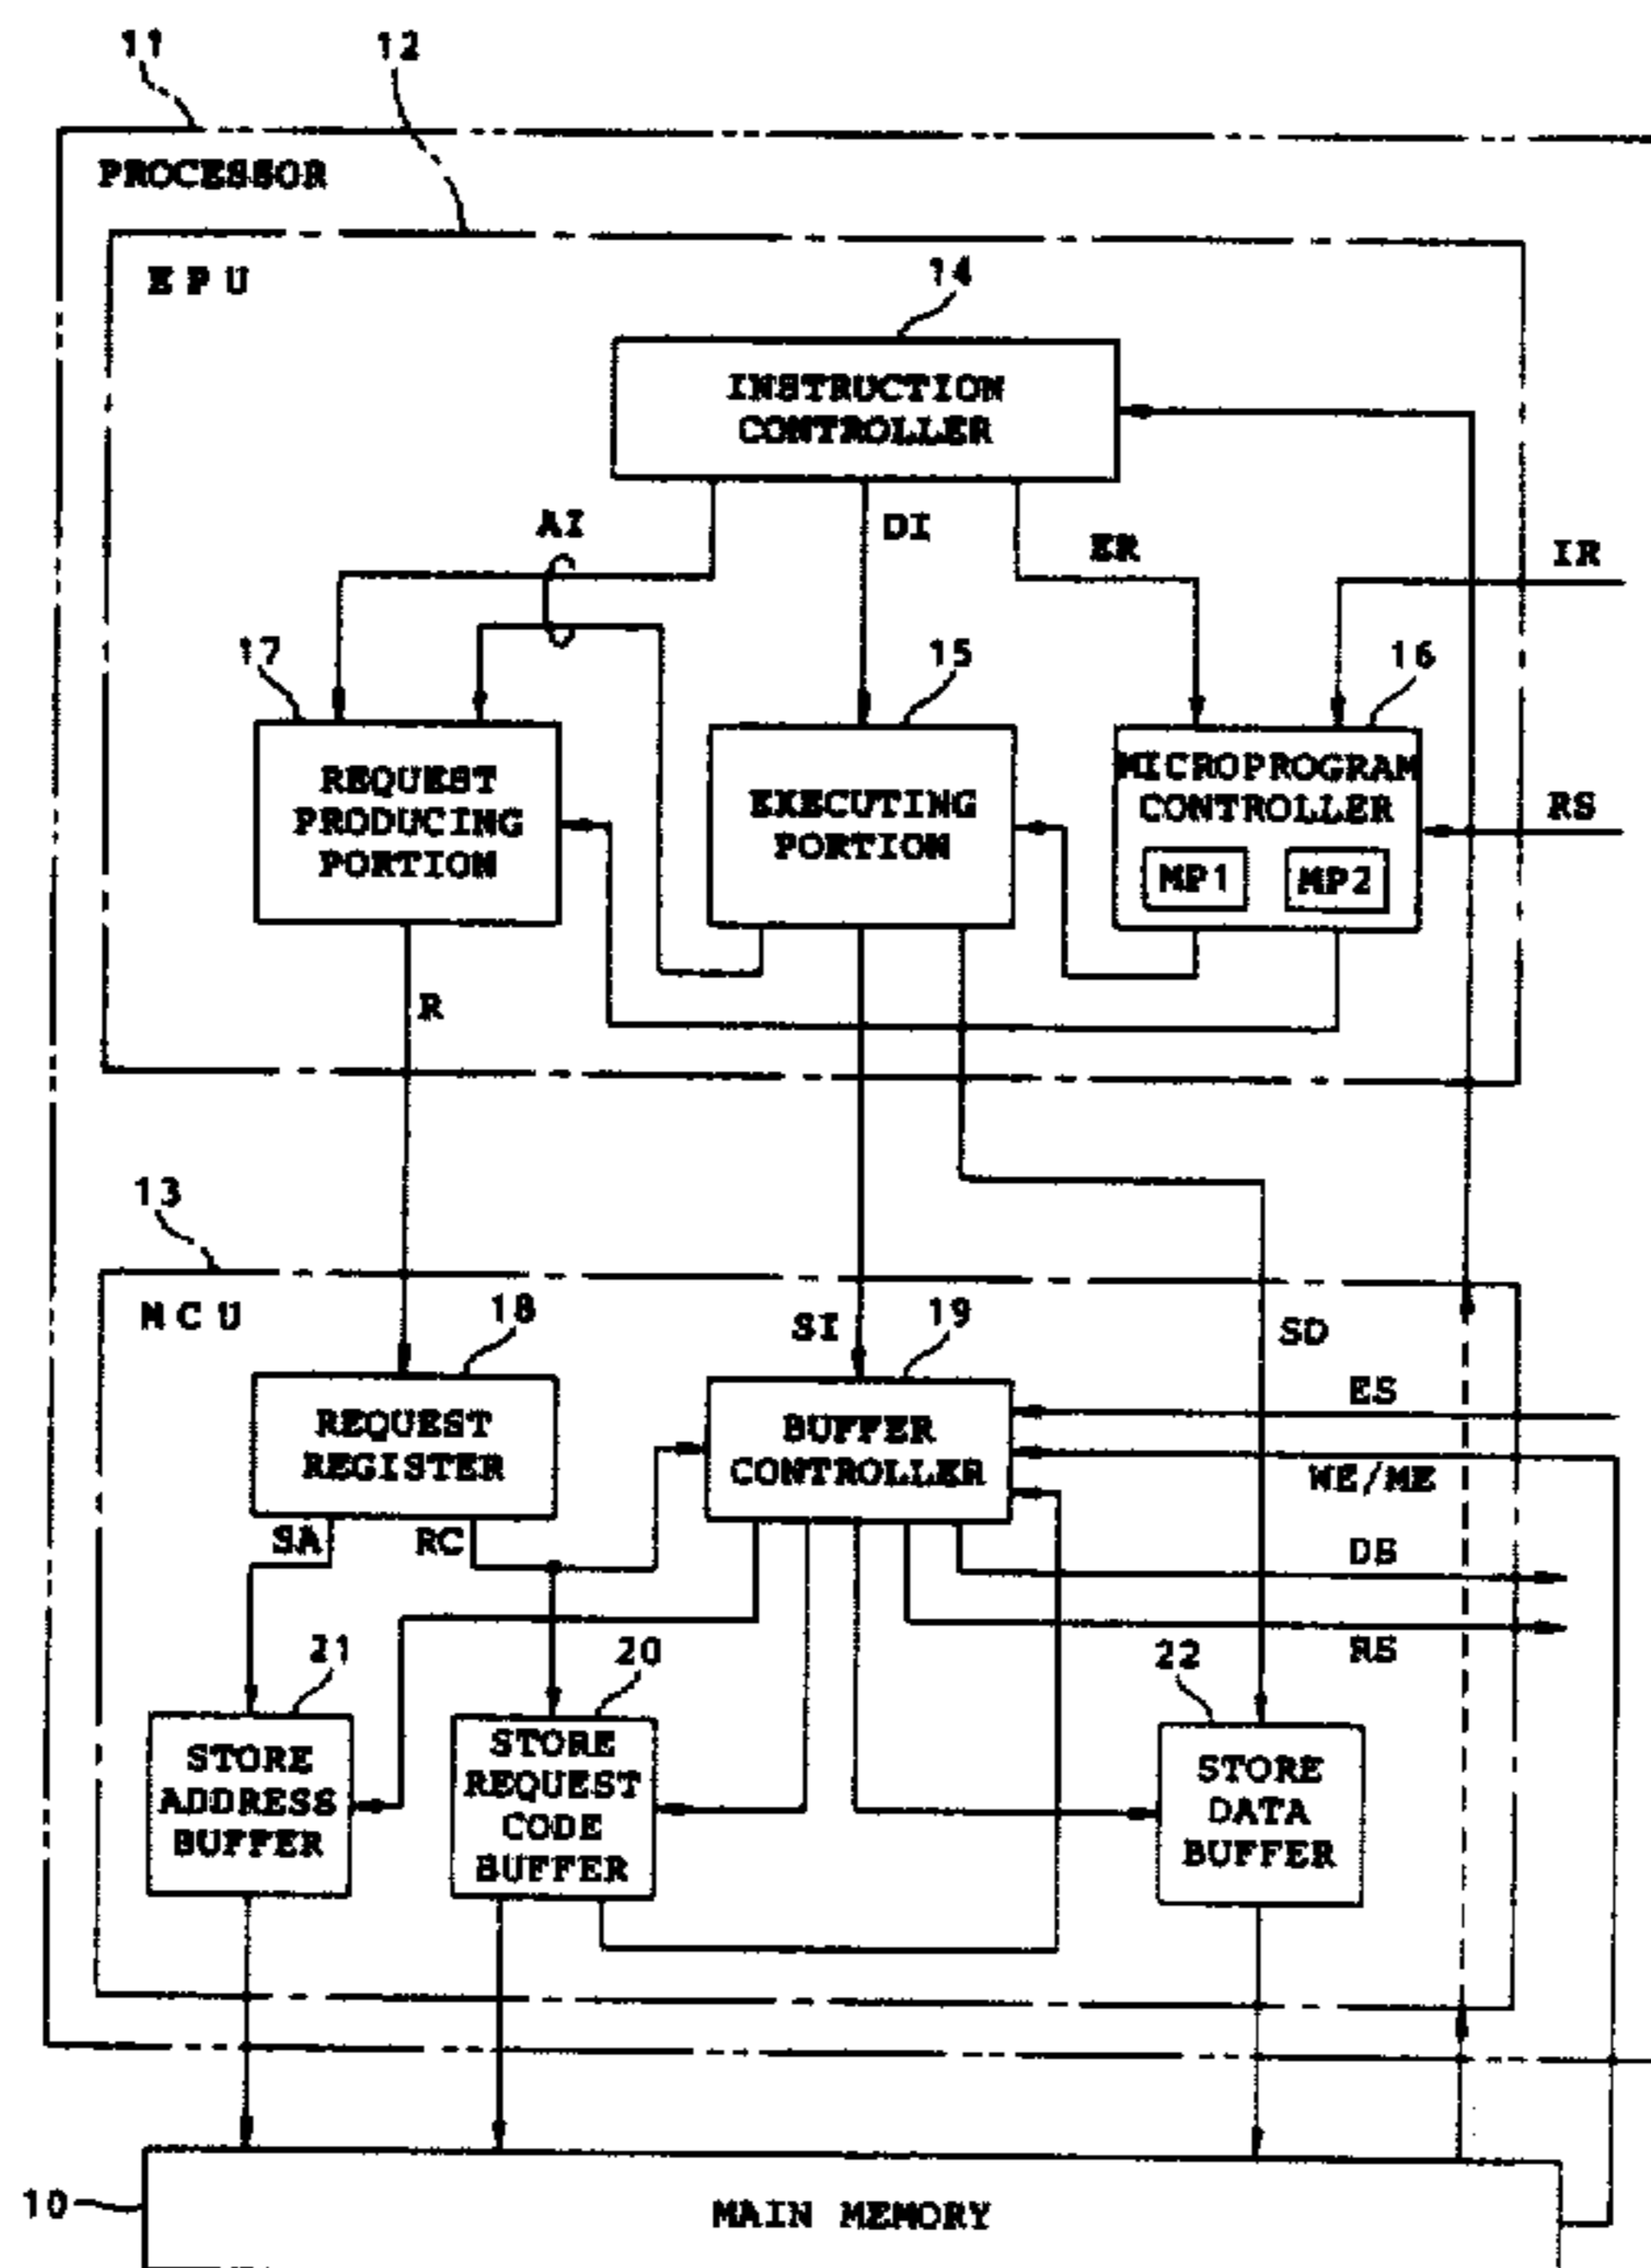 11
12
PROCESSOR
EPU
14
INSTRUCTION
CONTROLLER
AI
DI
ER
IR
17
15
16
REQUEST
PRODUCING
PORTION
EXECUTING
PORTION
MICROPROGRAM
CONTROLLER
MP1
MP2
RS
R
13
MCU
18
SI
19
SD
REQUEST
REGISTER
BUFFER
CONTROLLER
ES
WE/ME
SA
RC
DS
RS
21
20
22
STORE
ADDRESS
BUFFER
STORE
REQUEST
CODE
BUFFER
STORE
DATA
BUFFER
10
MAIN MEMORY